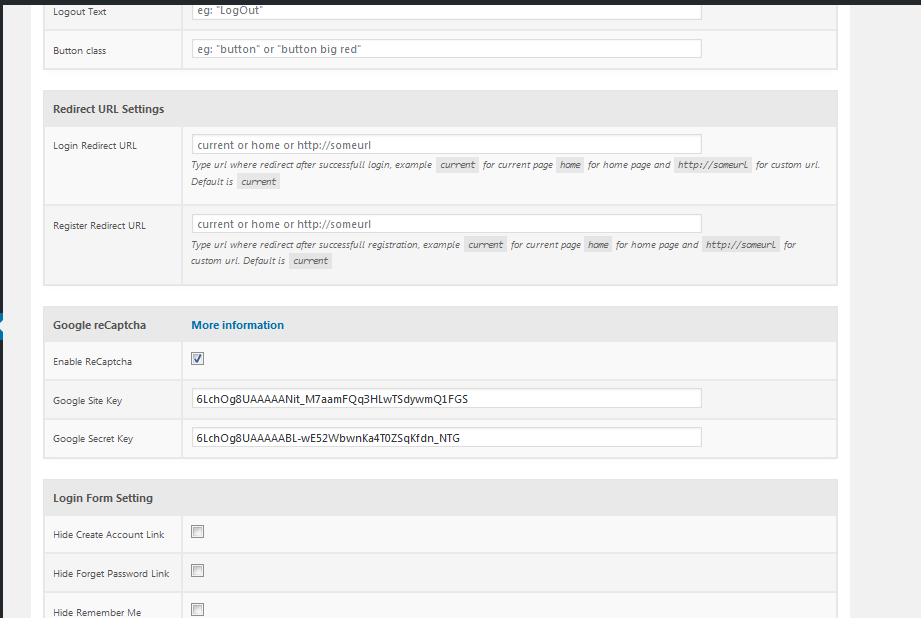 Logout Text
eg: "LogOut"
Button class
eg: "button" or "button big red"
Redirect URL Settings
Login Redirect URL
current or home or http://someurl
Type url where redirect after successfull login, example current for current page home for home page and http://someurl for custom url.
Default is current
Register Redirect URL
current or home or http://someurl
Type url where redirect after successfull registration, example current for current page home for home page and http://someurl for
custom url. Default is current
Google reCaptcha
More information
Enable ReCaptcha
Google Site Key
6LchOg8UAAAAANit_M7aamFQq3HLwTSdywmQ1FGS
Google Secret Key
6LchOg8UAAAAABL-wE52WbwnKa4T0ZSqKfdn_NTG
Login Form Setting
Hide Create Account Link
Hide Forget Password Link
Hide Remember Me